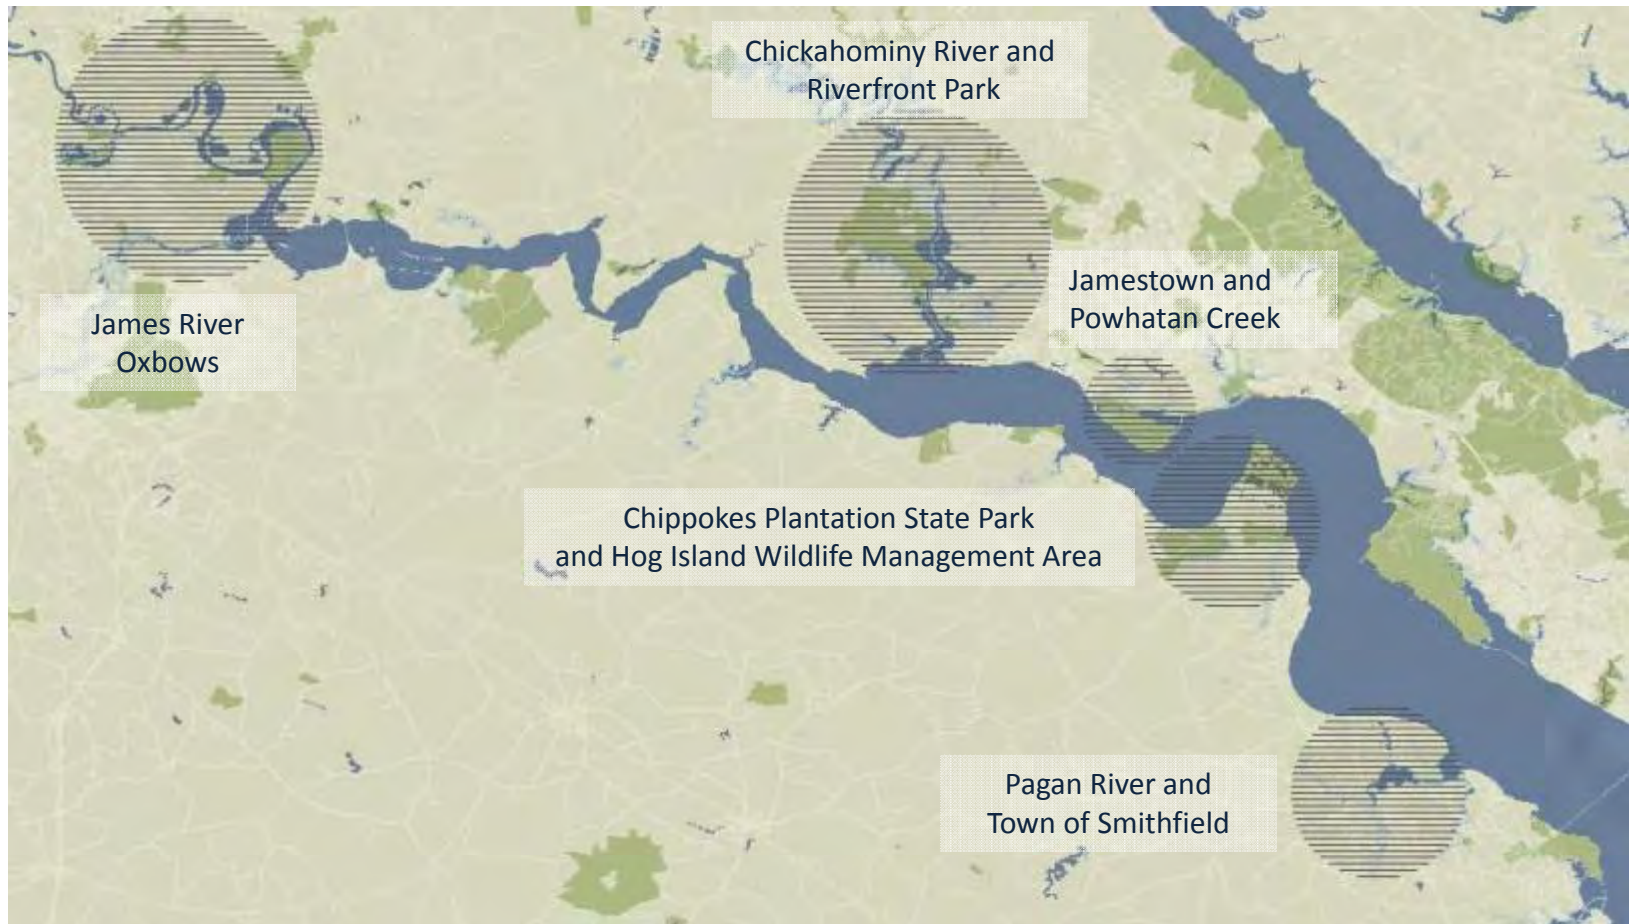 Chickahominy River and
Riverfront Park
Jamestown and
Powhatan Creek
James River
Oxbows
Chippokes Plantation State Park
and Hog Island Wildlife Management Area
Pagan River and
Town of Smithfield